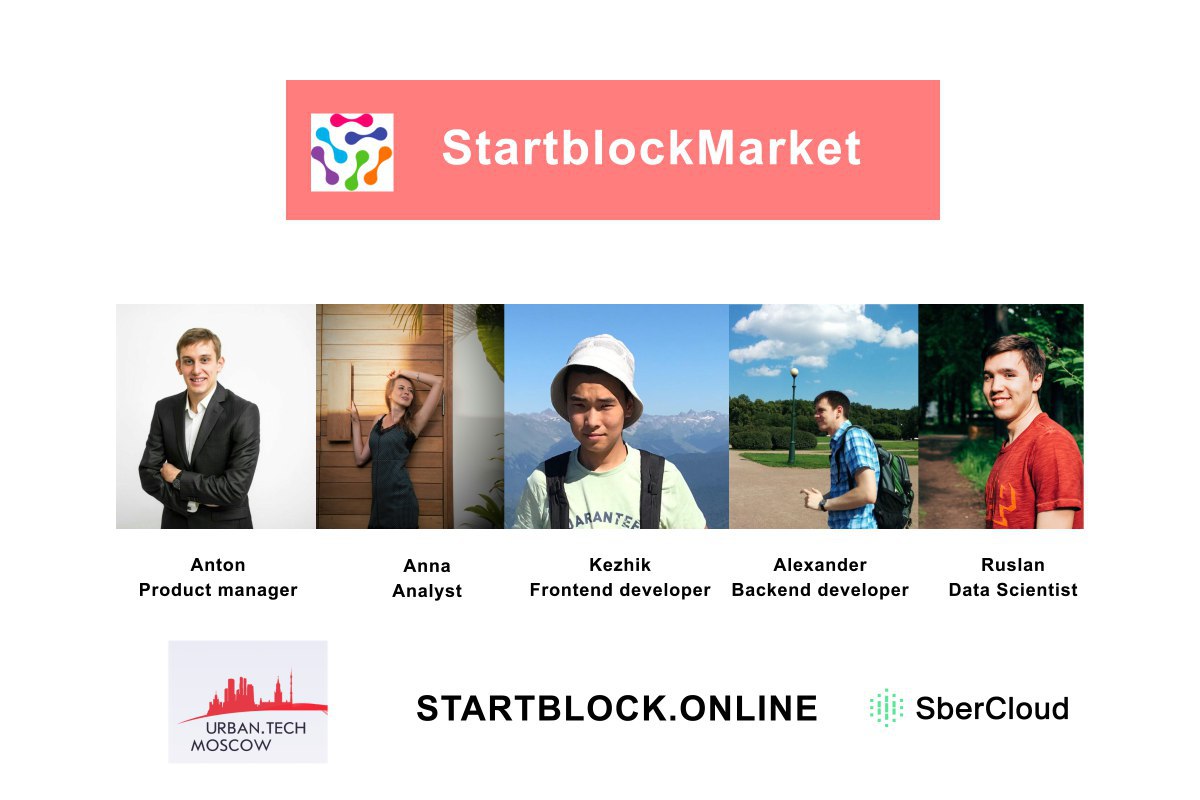 StartblockMarket
Anton
Product manager
Anna
Analyst
Kezhik
Frontend developer
Alexander
Backend developer
Ruslan
Data Scientist
URBAN.TECH
MOSCOW
STARTBLOCK.ONLINE
SberCloud